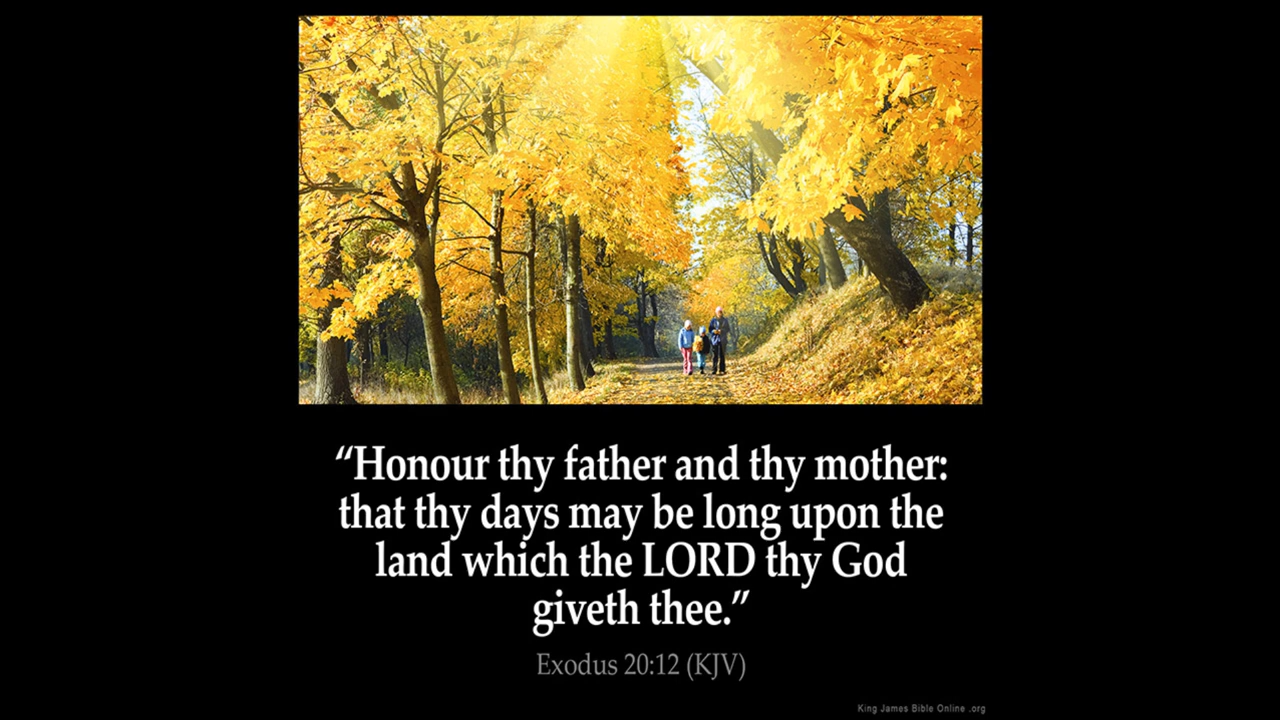 “Honour thy father and thy mother:
that thy days may be long upon the
land which the LORD thy God
giveth thee.”
Exodus 20:12 (KJV)
King James Bible Online .org